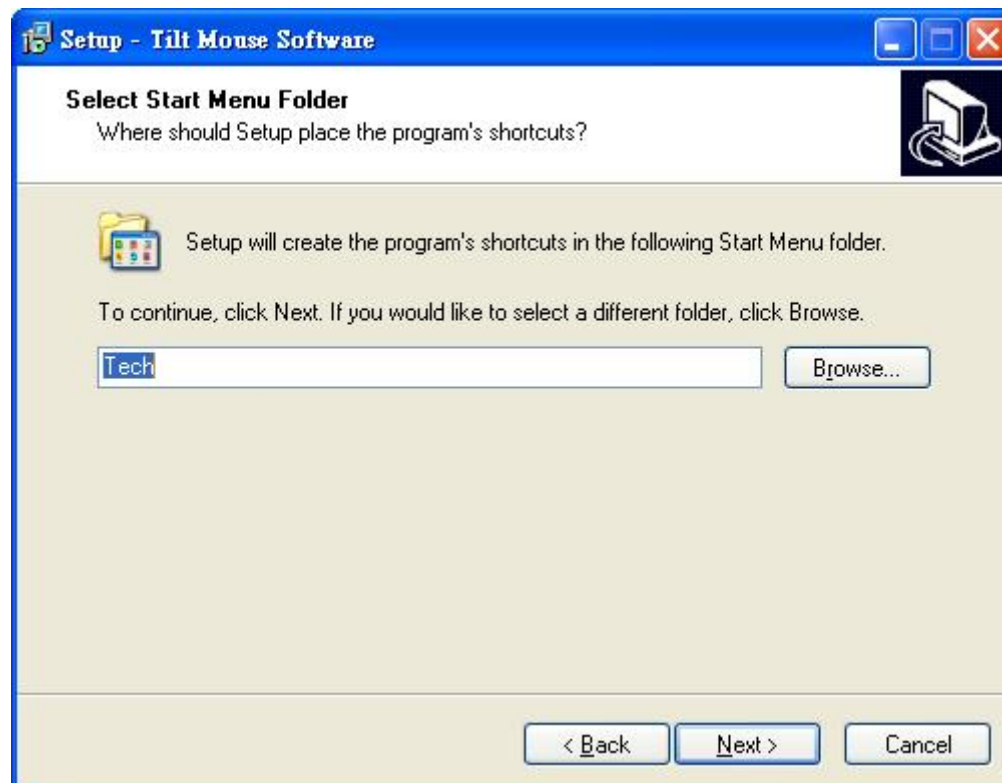 Setup - Tilt Mouse Software
Select Start Menu Folder
Where should Setup place the program's shortcuts?
Setup will create the program's shortcuts in the following Start Menu folder.
To continue, click Next. If you would like to select a different folder, click Browse.
Tech
Browse...
< Back
Next >
Cancel